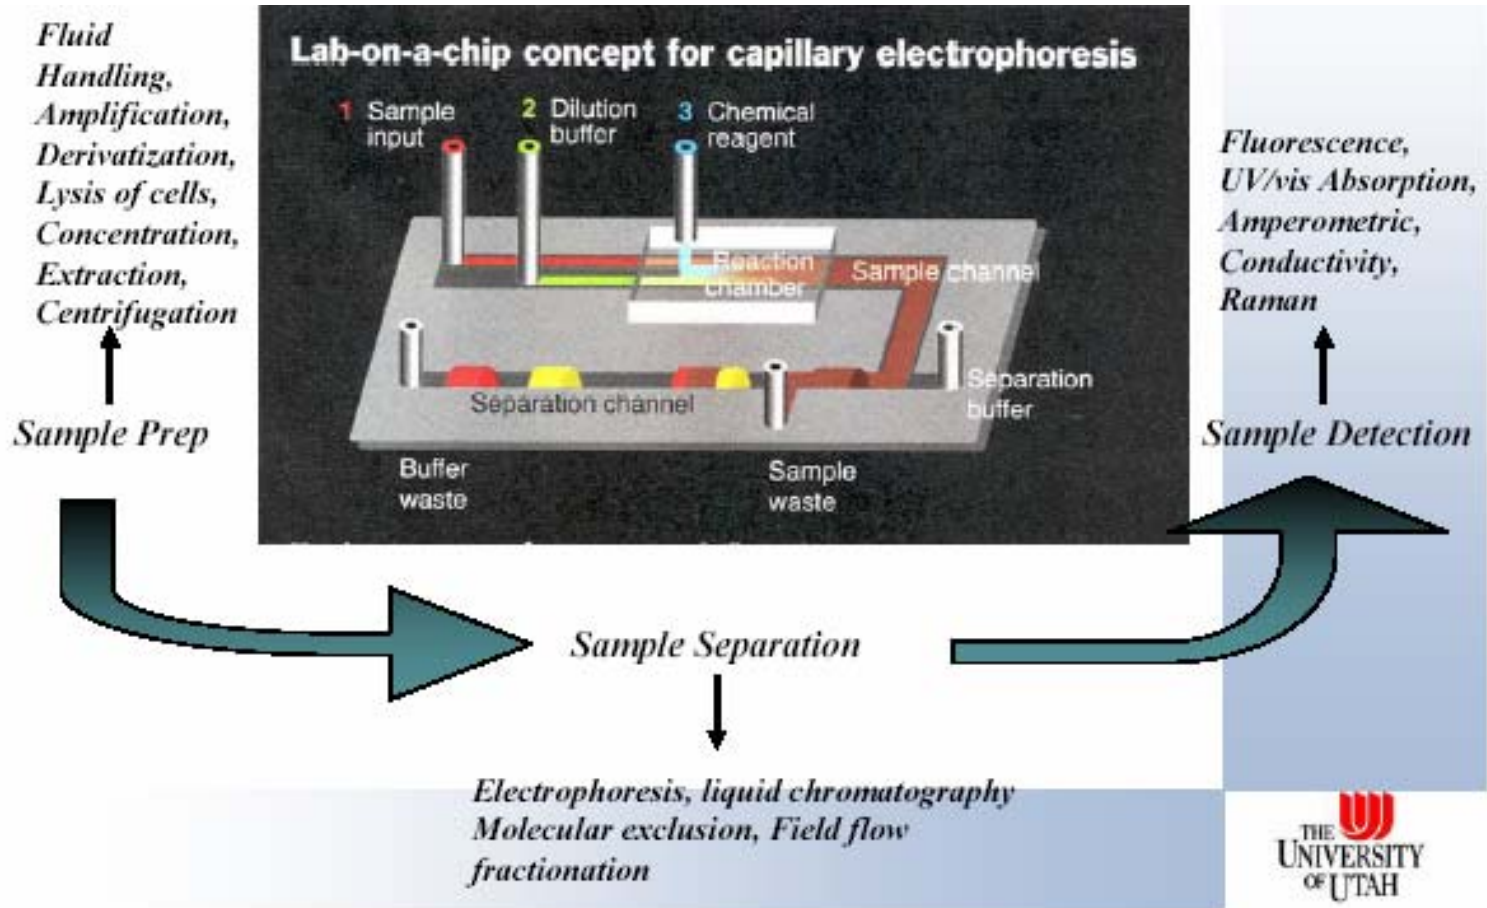 Fluid
Handling,
Amplification,
Derivatization,
Lysis of cells,
Concentration,
Extraction,
Centrifugation
Sample Prep
Lab-on-a-chip concept for capillary electrophoresis
1 Sample
input
2 Dilution
buffer
3 Chemical
reagent
Reaction
chamber
Sample channel
Separation channel
Separation
buffer
Buffer
waste
Sample
waste
Fluorescence,
UV/vis Absorption,
Amperometric,
Conductivity,
Raman
Sample Detection
Sample Separation
Electrophoresis, liquid chromatography
Molecular exclusion, Field flow
fractionation
THE
UNIVERSITY
OF UTAH